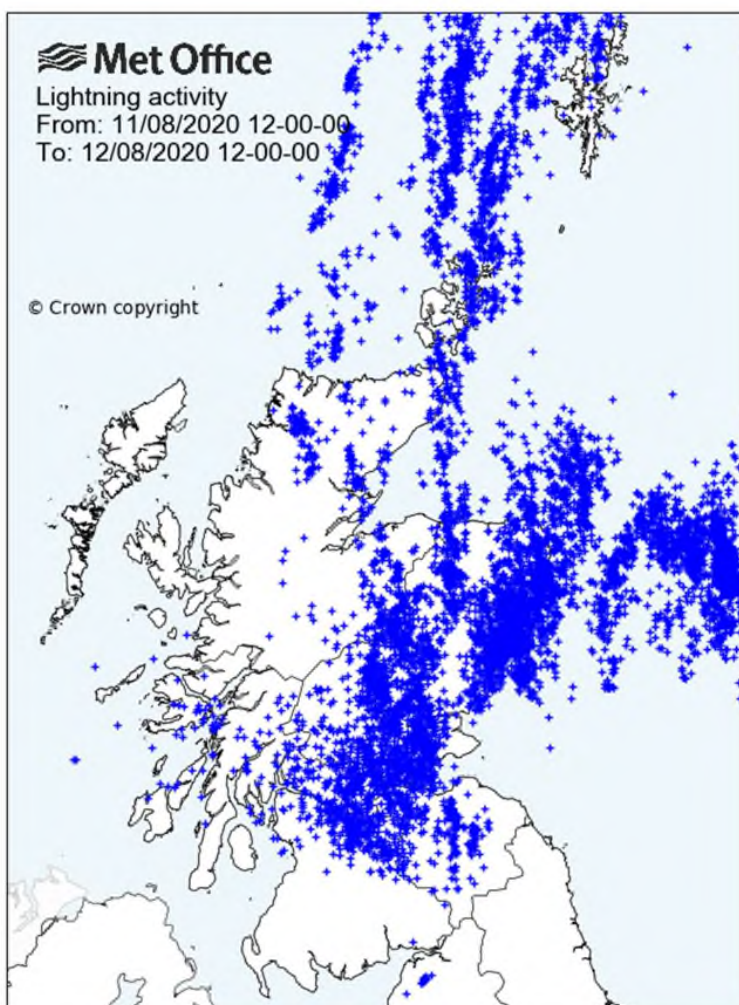 Met Office
Lightning activity
From: 11/08/2020 12-00-00
To: 12/08/2020 12-00-00
© Crown copyright